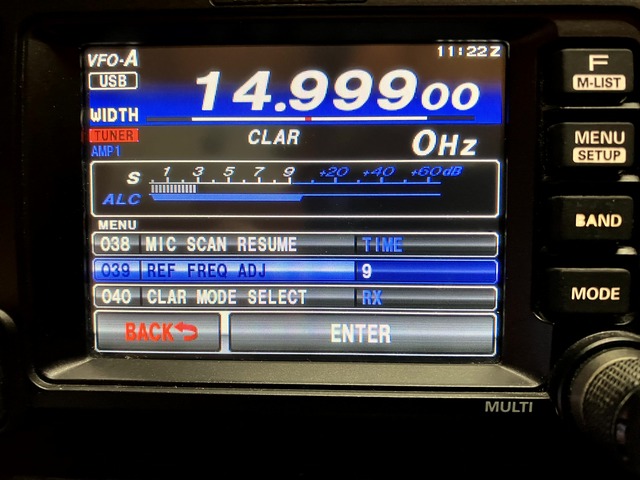 VFO-A 11:22Z
USB 14.99900
WIDTH
TUNER CLAR 0Hz
AMP1
S 1 3 5 7 9 +20 +40 +60dB
ALC
MENU
038 MIC SCAN RESUME TIME
039 REF FREQ ADJ 9
040 CLAR MODE SELECT RX
BACK ENTER
F
M-LIST
MENU
SETUP
BAND
MODE
MULTI